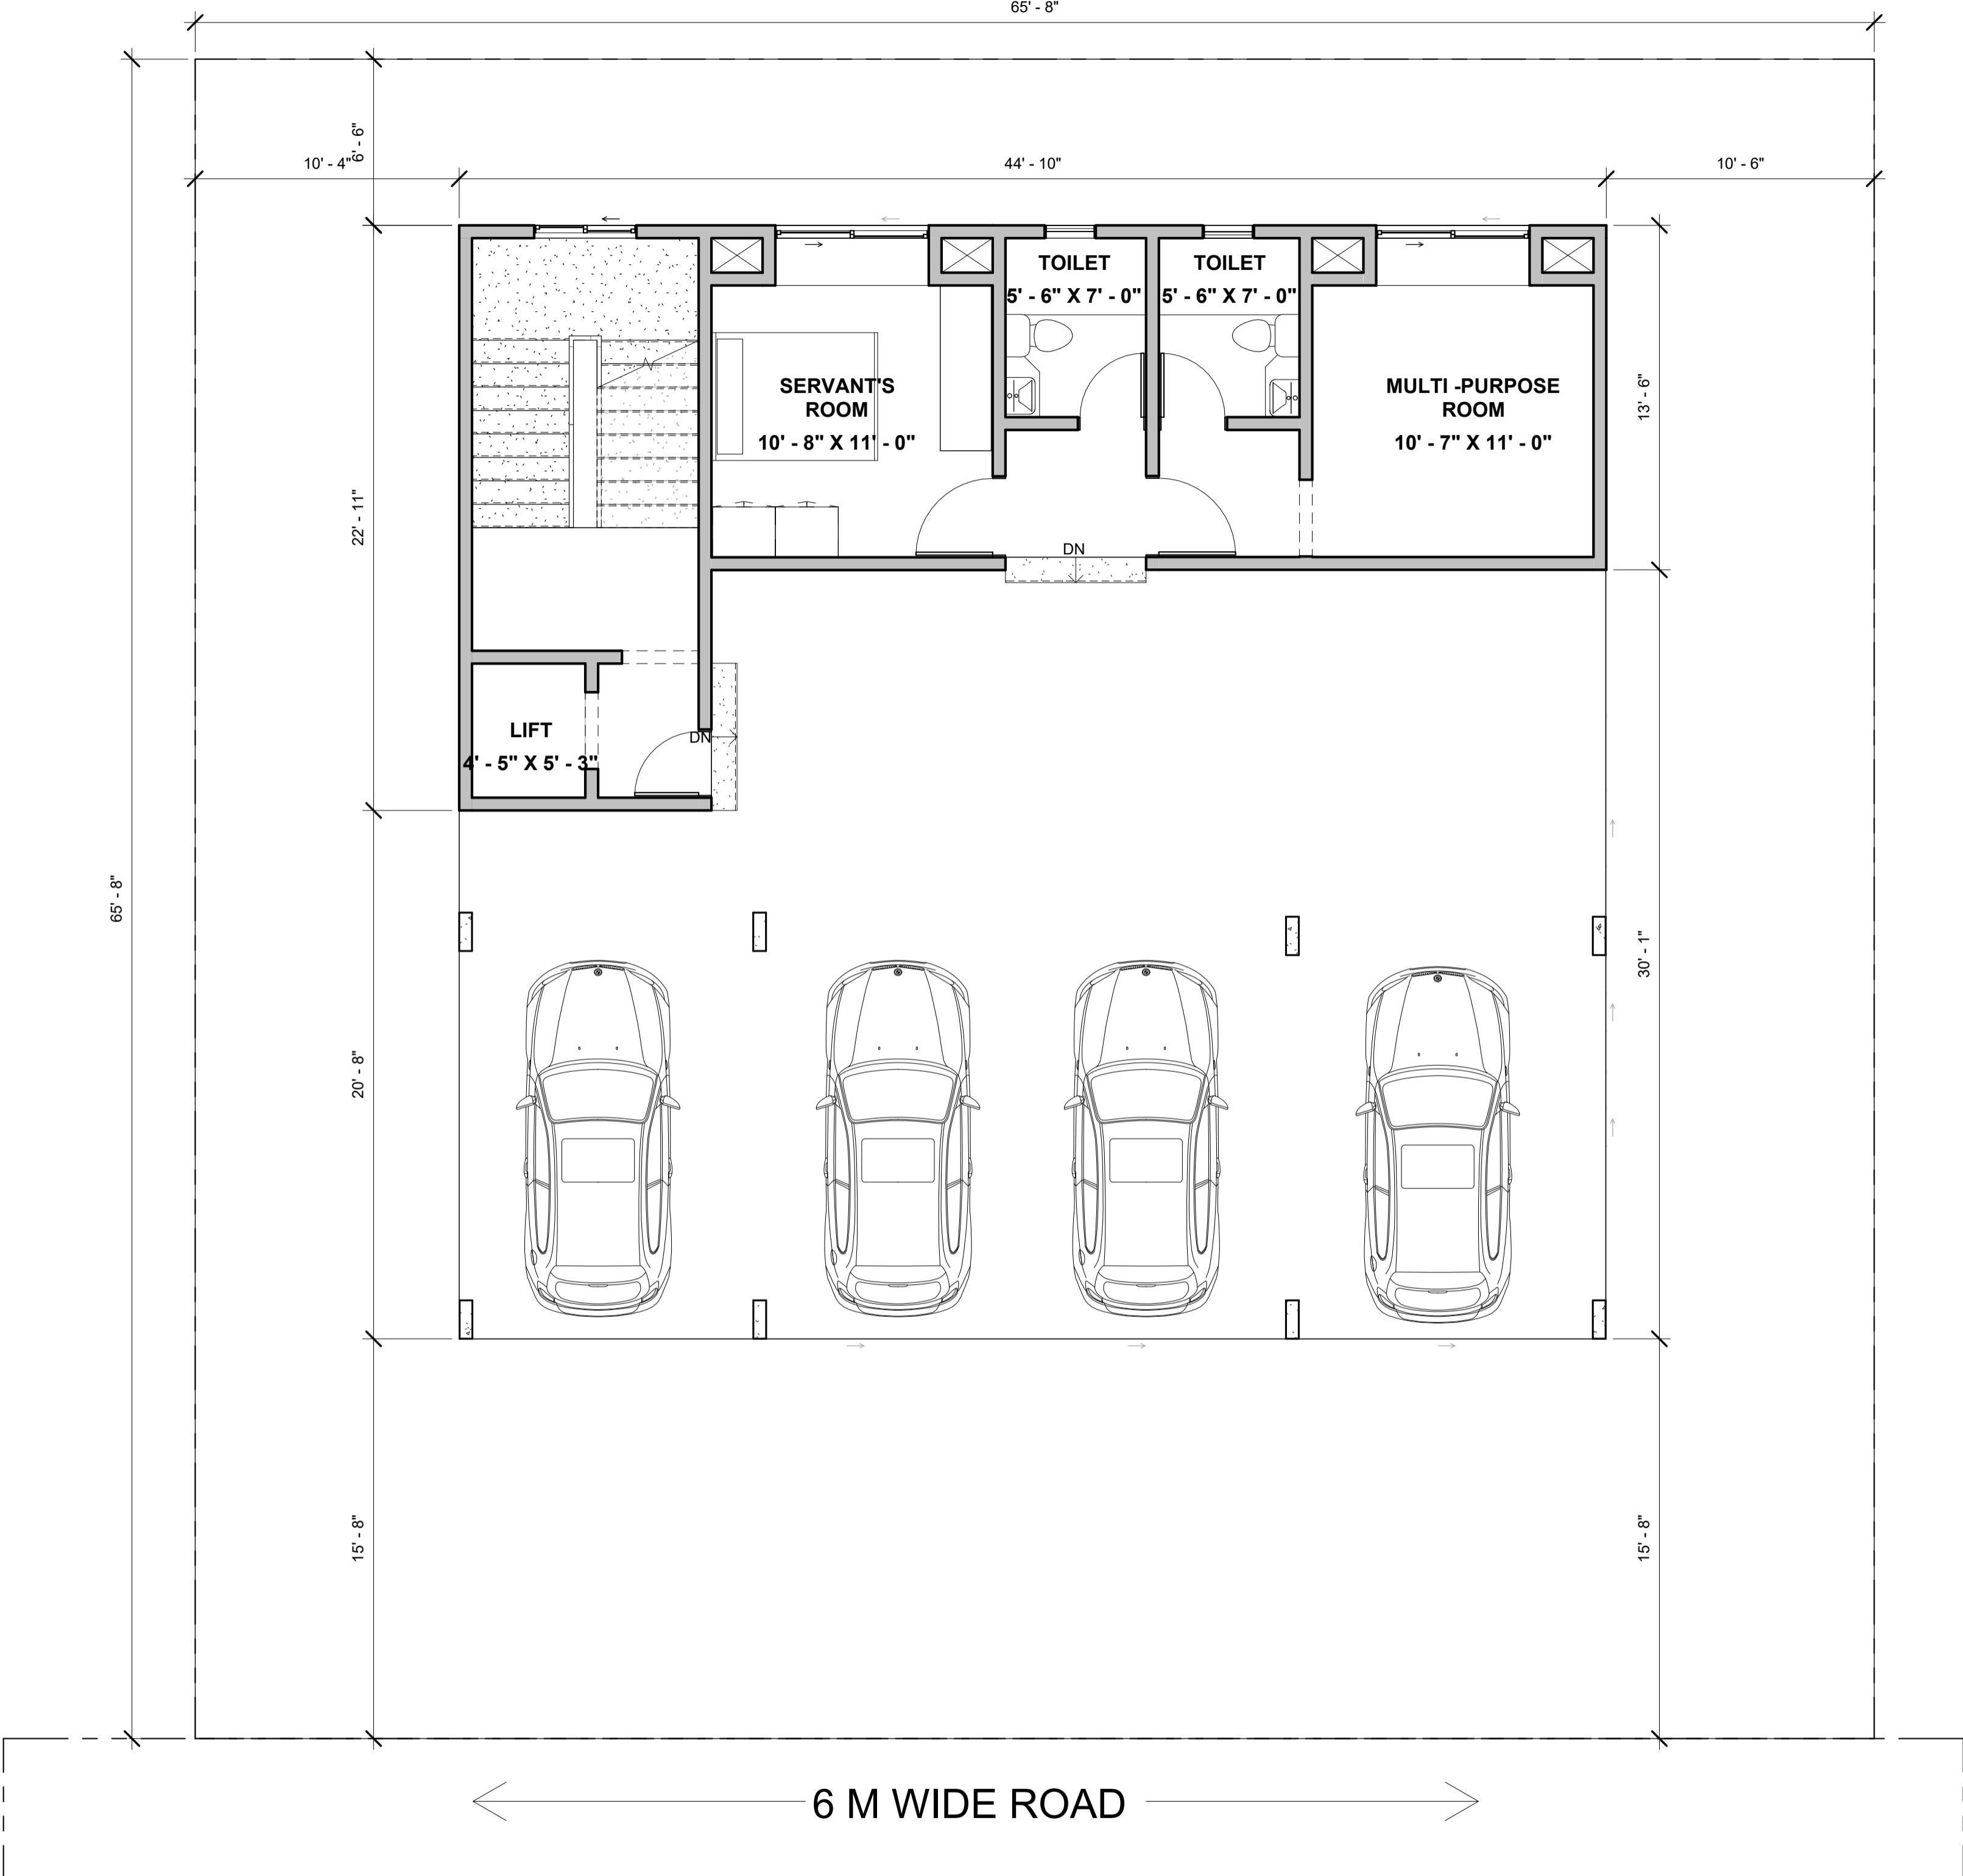 65' - 8"
6' - 6"
10' - 4"
44' - 10"
10' - 6"
TOILET
5' - 6" X 7' - 0"
TOILET
5' - 6" X 7' - 0"
SERVANT'S
ROOM
10' - 8" X 11' - 0"
MULTI -PURPOSE
ROOM
10' - 7" X 11' - 0"
13' - 6"
22' - 11"
DN
LIFT
4' - 5" X 5' - 3"
DN
65' - 8"
30' - 1"
20' - 8"
15' - 8"
15' - 8"
6 M WIDE ROAD